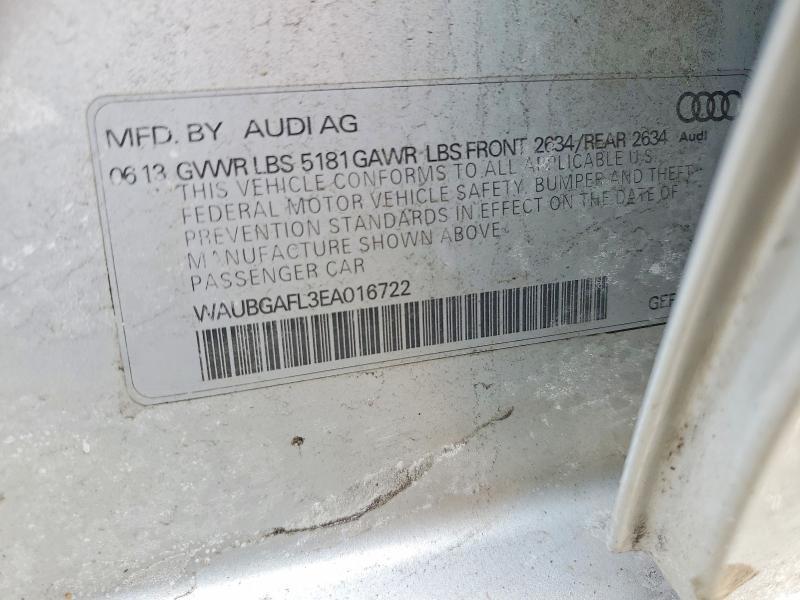 MFD. BY AUDI AG
Audi
06 13 GVWR LBS 5181 GAWR LBS FRONT 2634/REAR 2634
THIS VEHICLE CONFORMS TO ALL APPLICABLE U.S.
FEDERAL MOTOR VEHICLE SAFETY, BUMPER AND THEFT
PREVENTION STANDARDS IN EFFECT ON THE DATE OF
MANUFACTURE SHOWN ABOVE
PASSENGER CAR
WAUBGAFL3EA016722